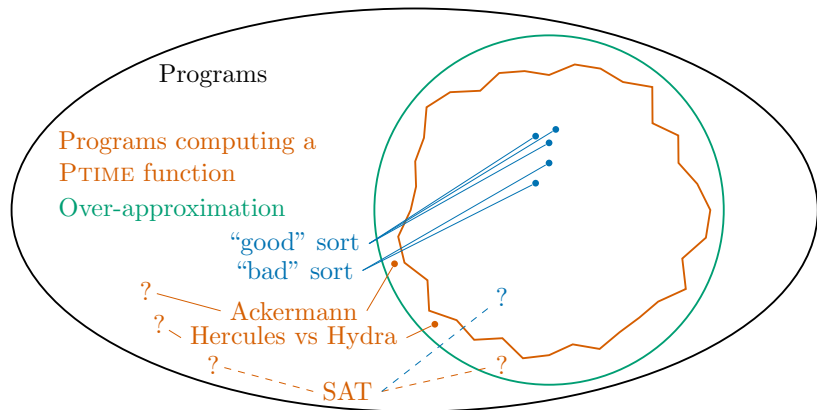 Programs
Programs computing a
PTIME function
Over-approximation
“good” sort
“bad” sort
?
?
Ackermann
?
Hercules vs Hydra
?
?
SAT